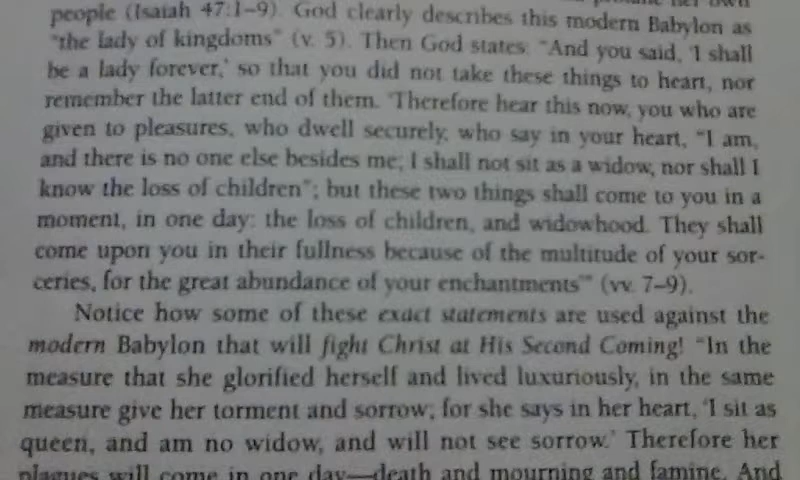 her own
people (Isaiah 47:1–9). God clearly describes this modern Babylon as
"the lady of kingdoms" (v. 5). Then God states: "And you said, 'I shall
be a lady forever,' so that you did not take these things to heart, nor
remember the latter end of them. 'Therefore hear this now, you who are
given to pleasures, who dwell securely, who say in your heart, "I am,
and there is no one else besides me; I shall not sit as a widow, nor shall I
know the loss of children"; but these two things shall come to you in a
moment, in one day: the loss of children, and widowhood. They shall
come upon you in their fullness because of the multitude of your sor-
ceries, for the great abundance of your enchantments'" (vv. 7–9).
Notice how some of these exact statements are used against the
modern Babylon that will fight Christ at His Second Coming! "In the
measure that she glorified herself and lived luxuriously, in the same
measure give her torment and sorrow; for she says in her heart, 'I sit as
queen, and am no widow, and will not see sorrow.' Therefore her
plagues will come in one day—death and mourning and famine. And